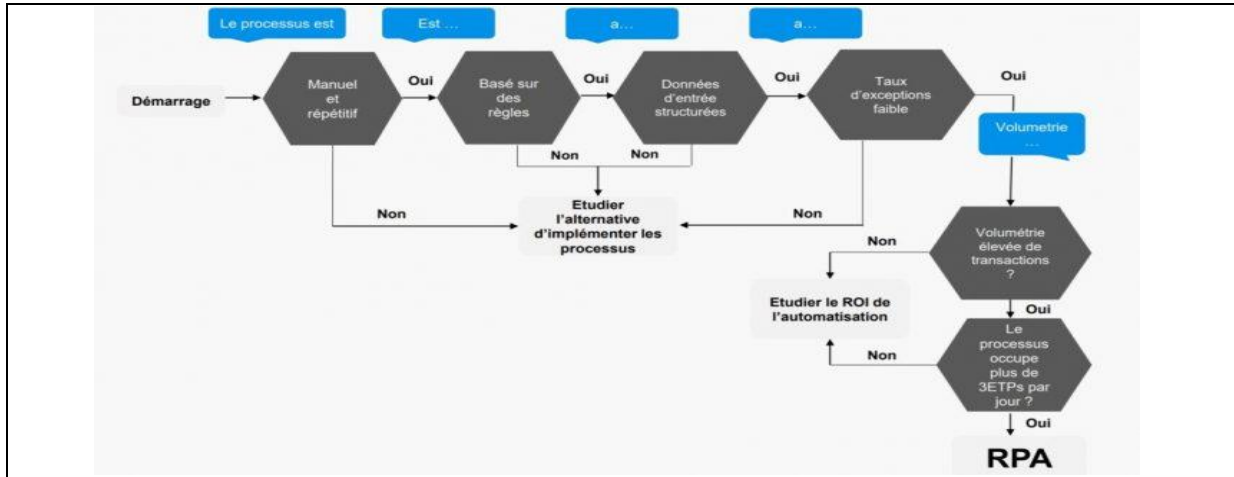 Le processus est
Est ...
a...
a...
Démarrage
Manuel
et
répétitif
Oui
Basé sur
des
règles
Oui
Données
d'entrée
structurées
Oui
Taux
d'exceptions
faible
Oui
Volumetrie
...
Non
Non
Non
Etudier
l'alternative
d'implémenter les
processus
Non
Volumétrie
élevée de
transactions
?
Non
Etudier le ROI de
l'automatisation
Oui
Le
processus
occupe
plus de
3ETPs par
jour ?
Non
Oui
RPA